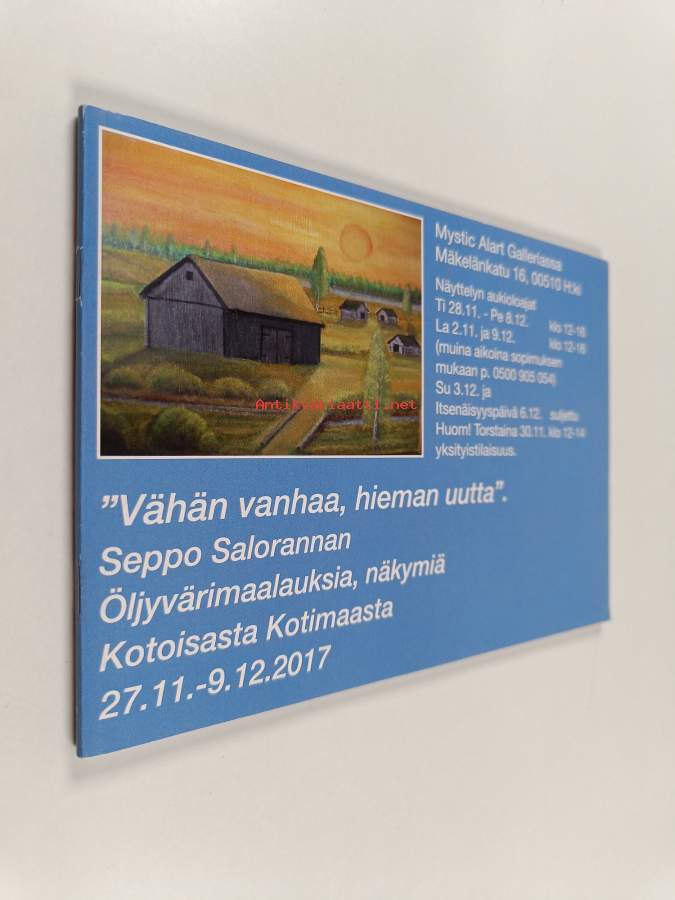 Mystic Alart Galleriassa
Mäkelänkatu 16, 00510 H:ki
Näyttelyn aukioloajat
Ti 28.11. - Pe 8.12. klo 12-18
La 2.11. ja 9.12. klo 12-16
(muina aikoina sopimuksen
mukaan p. 0500 905 054)
Su 3.12. ja
Itsenäisyyspäivä 6.12. suljettu
Huom! Torstaina 30.11. klo 12-14
yksityistilaisuus.
Antikvariaatti.net
”Vähän vanhaa, hieman uutta”.
Seppo Salorannan
Öljyvärimaalauksia, näkymiä
Kotoisasta Kotimaasta
27.11.-9.12.2017